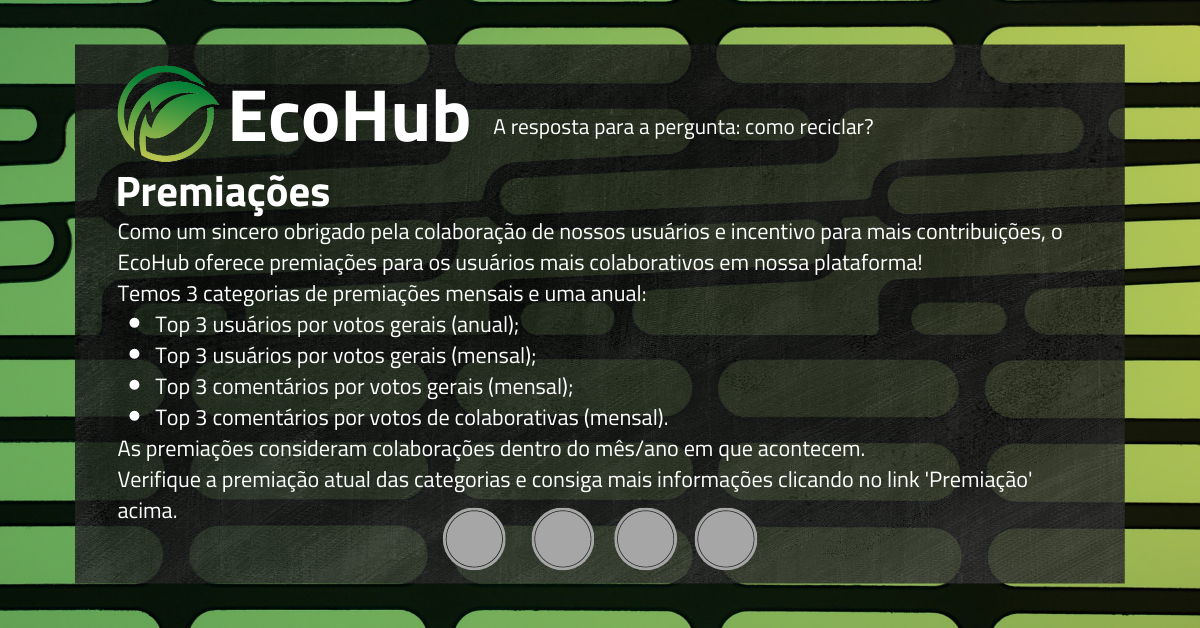 EcoHub
A resposta para a pergunta: como reciclar?
Premiações
Como um sincero obrigado pela colaboração de nossos usuários e incentivo para mais contribuições, o
EcoHub oferece premiações para os usuários mais colaborativos em nossa plataforma!
Temos 3 categorias de premiações mensais e uma anual:
• Top 3 usuários por votos gerais (anual);
• Top 3 usuários por votos gerais (mensal);
• Top 3 comentários por votos gerais (mensal);
• Top 3 comentários por votos de colaborativas (mensal).
As premiações consideram colaborações dentro do mês/ano em que acontecem.
Verifique a premiação atual das categorias e consiga mais informações clicando no link 'Premiação'
acima.